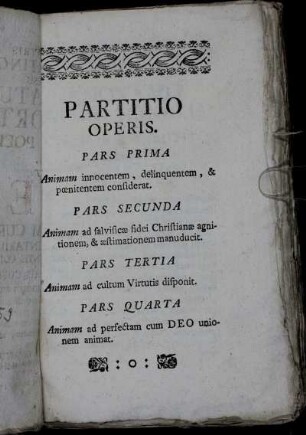 PARTITIO
OPERIS.
PARS PRIMA
Animam innocentem, delinquentem, &
pœnitentem considerat.
PARS SECUNDA
Animam ad salvificæ fidei Christianæ agni-
tionem, & æstimationem manuducit.
PARS TERTIA
Animam ad cultum Virtutis disponit.
PARS QUARTA
Animam ad perfectam cum DEO unio-
nem animat.